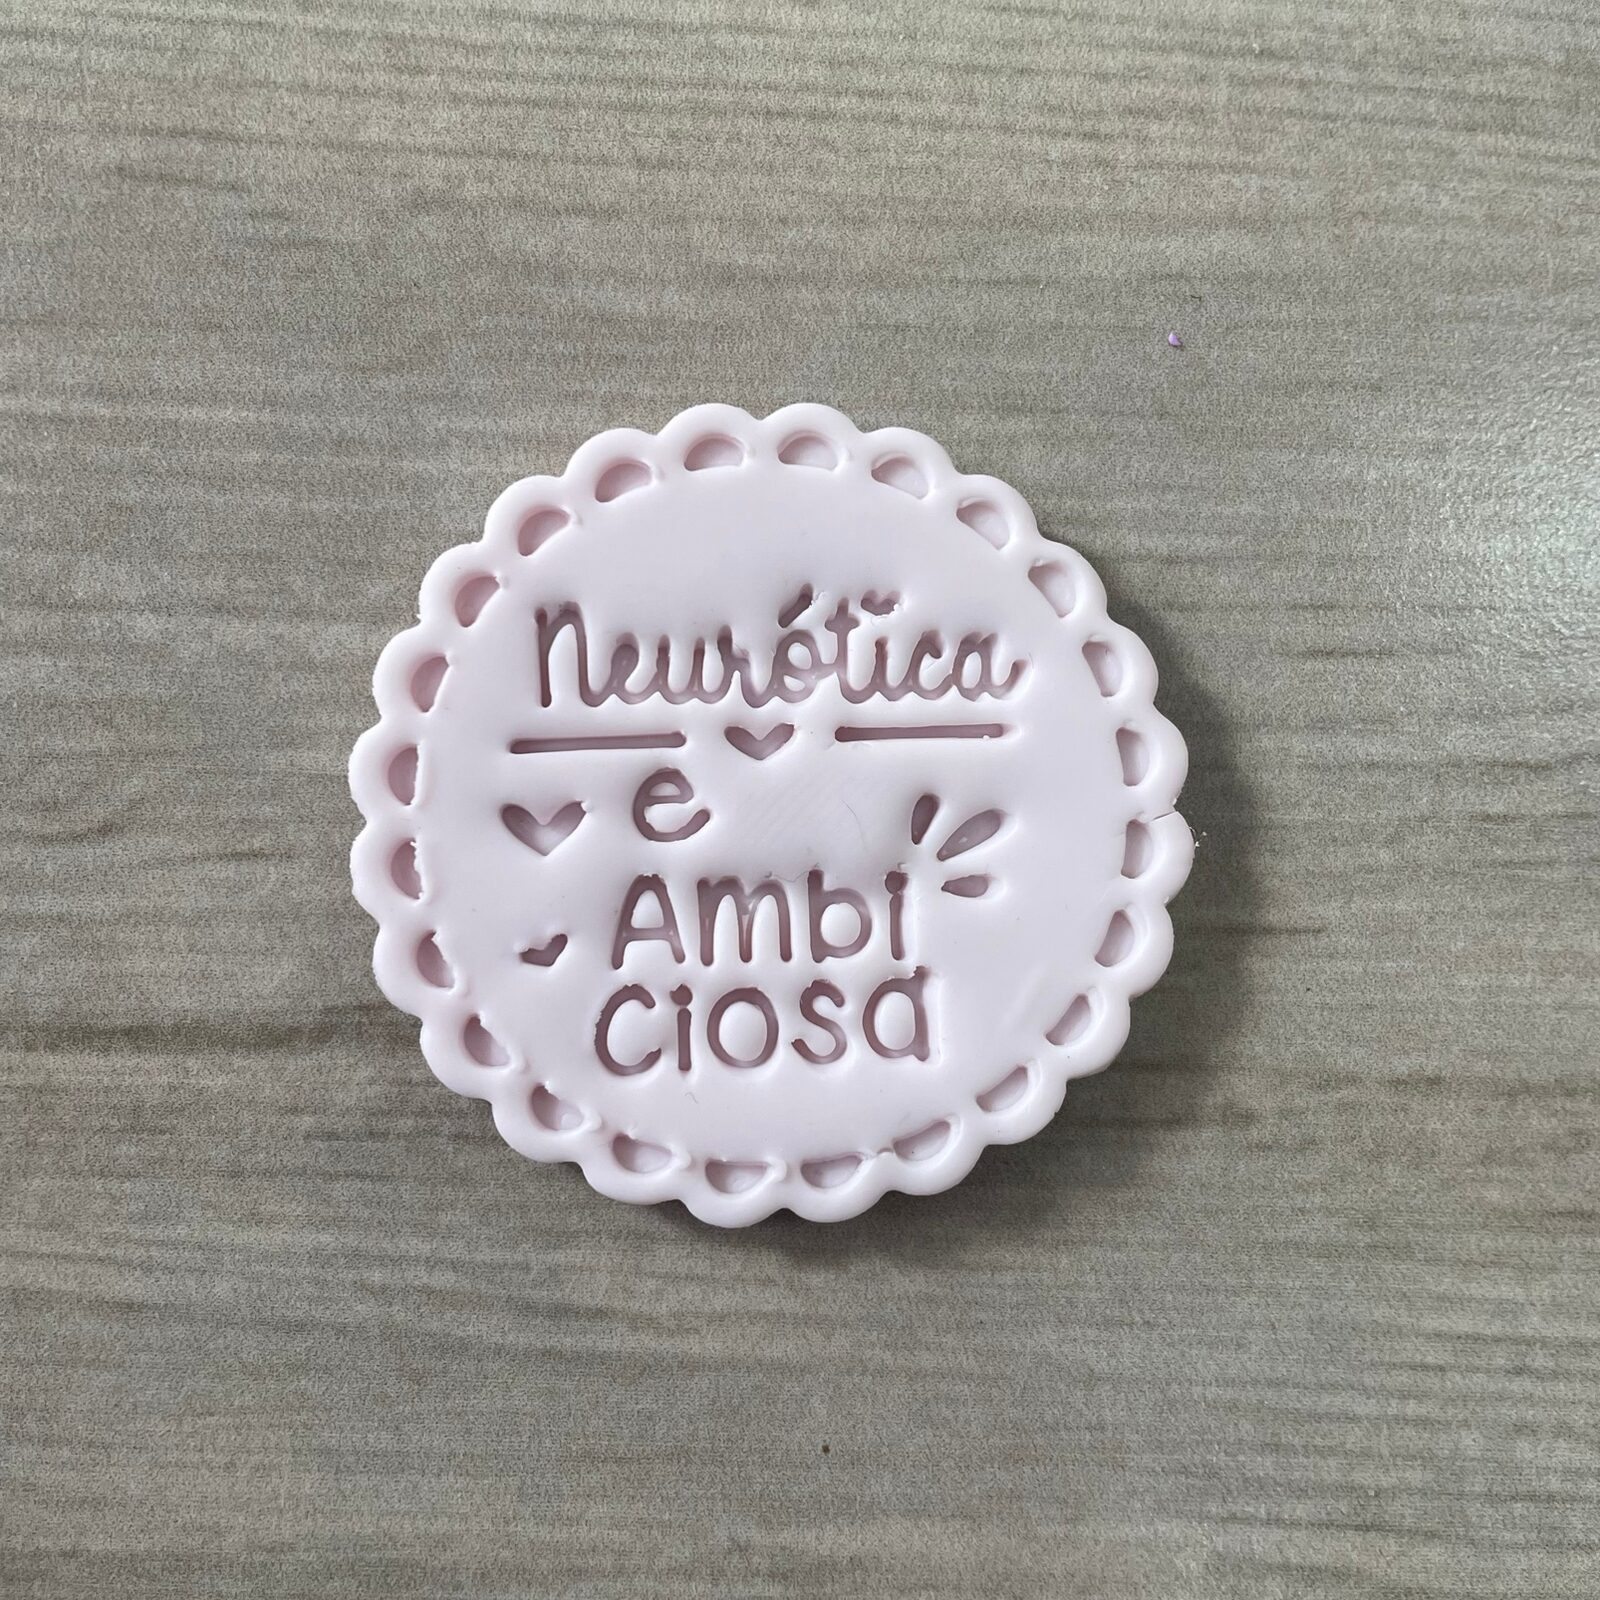 Neurótica
e
Ambi
ciosa